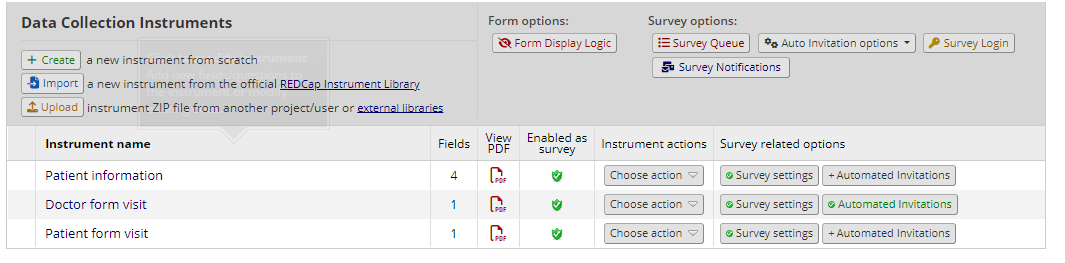 Data Collection Instruments
Form options:
Survey options:
Form Display Logic
Survey Queue
Auto Invitation options
Survey Login
Survey Notifications
+ Create a new instrument from scratch
Import a new instrument from the official REDCap Instrument Library
Upload instrument ZIP file from another project/user or external libraries
Instrument name Fields View PDF Enabled as survey Instrument actions Survey related options
Patient information 4 PDF Choose action Survey settings + Automated Invitations
Doctor form visit 1 PDF Choose action Survey settings Automated Invitations
Patient form visit 1 PDF Choose action Survey settings + Automated Invitations